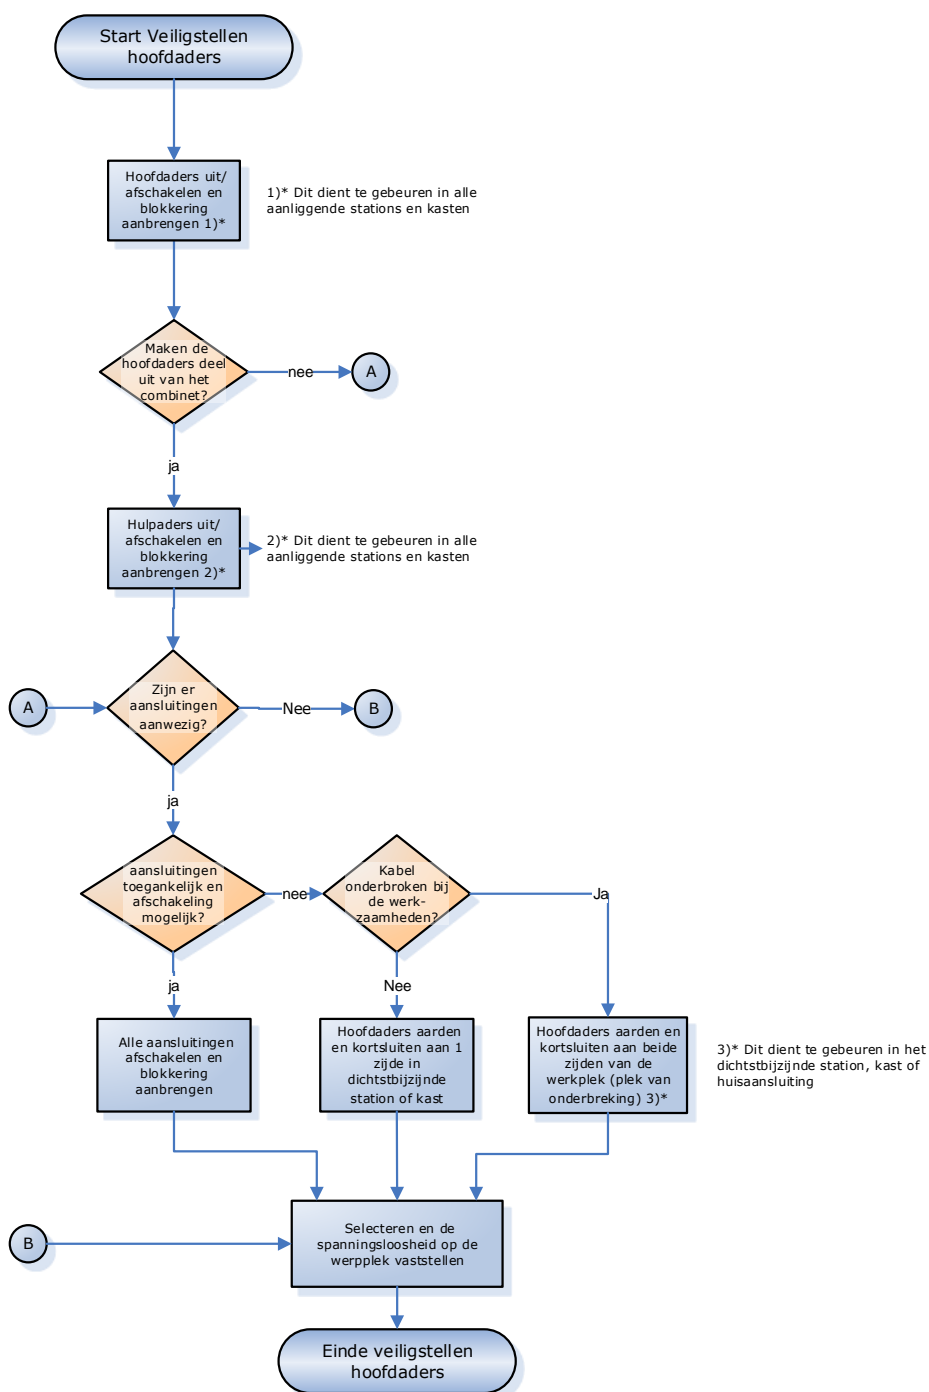 Start Veiligstellen
hoofdaders
Hoofdaders uit/
afschakelen en
blokkering
aanbrengen 1)*
1)* Dit dient te gebeuren in alle
aanliggende stations en kasten
Maken de
hoofdaders deel
uit van het
combinet?
nee
A
ja
Hulpaders uit/
afschakelen en
blokkering
aanbrengen 2)*
2)* Dit dient te gebeuren in alle
aanliggende stations en kasten
A
Zijn er
aansluitingen
aanwezig?
Nee
B
ja
aansluitingen
toegankelijk en
afschakeling
mogelijk?
nee
Kabel
onderbroken bij
de werk-
zaamheden?
Ja
ja
Nee
Alle aansluitingen
afschakelen en
blokkering
aanbrengen
Hoofdaders aarden
en kortsluiten aan 1
zijde in
dichtstbijzijnde
station of kast
Hoofdaders aarden en
kortsluiten aan beide
zijden van de
werkplek (plek van
onderbreking) 3)*
3)* Dit dient te gebeuren in het
dichtstbijzijnde station, kast of
huisaansluiting
B
Selecteren en de
spanningsloosheid op de
werpplek vaststellen
Einde veiligstellen
hoofdaders